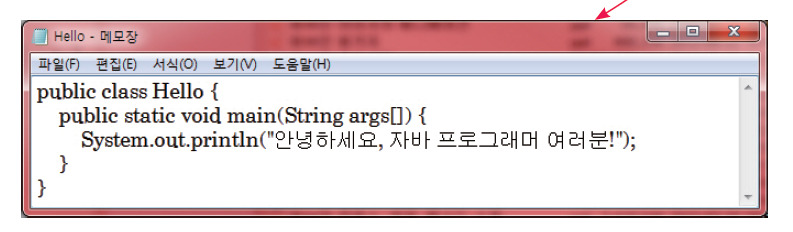 Hello - 메모장
파일(F) 편집(E) 서식(O) 보기(V) 도움말(H)
public class Hello {
public static void main(String args[]) {
System.out.println("안녕하세요, 자바 프로그래머 여러분!");
}
}